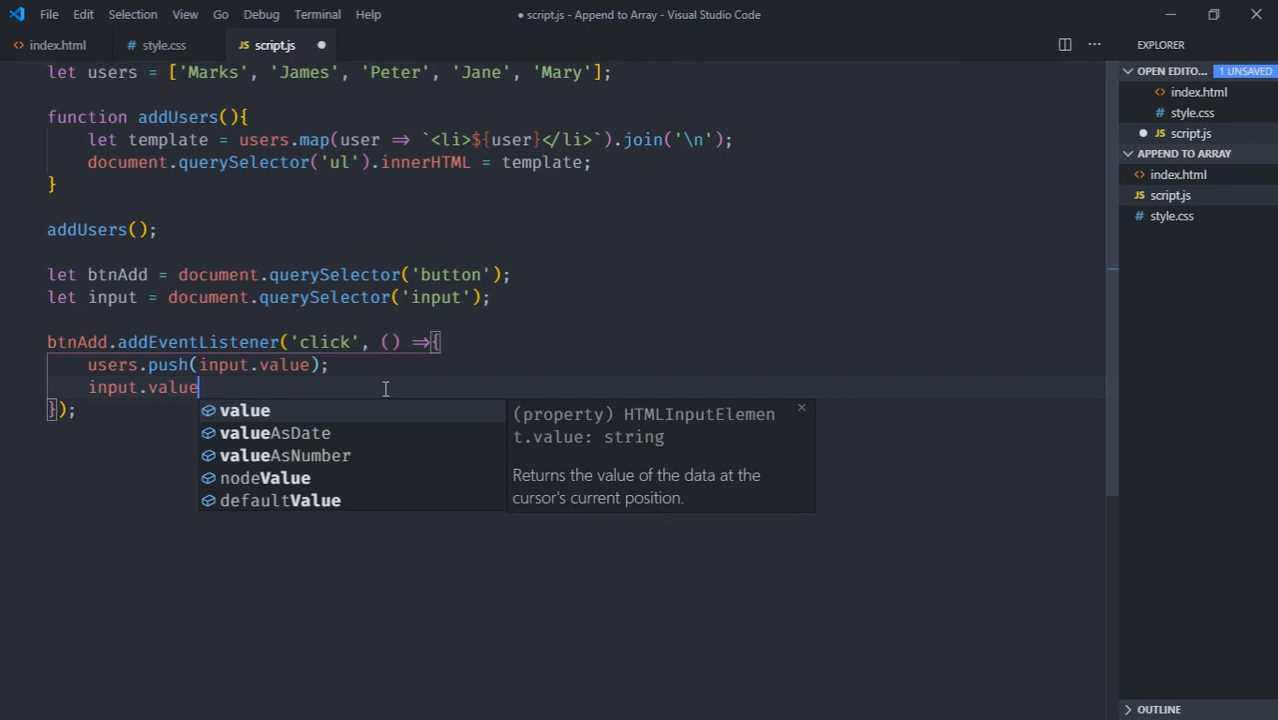 File Edit Selection View Go Debug Terminal Help
● script.js - Append to Array - Visual Studio Code
index.html
style.css
JS script.js
let users = ['Marks', 'James', 'Peter', 'Jane', 'Mary'];
function addUsers(){
let template = users.map(user => `<li>${user}</li>`).join('\n');
document.querySelector('ul').innerHTML = template;
}
addUsers();
let btnAdd = document.querySelector('button');
let input = document.querySelector('input');
btnAdd.addEventListener('click', () =>{
users.push(input.value);
input.value
});
value
valueAsDate
valueAsNumber
nodeValue
defaultValue
(property) HTMLInputElemen
t.value: string
Returns the value of the data at the
cursor's current position.
EXPLORER
OPEN EDITO... 1 UNSAVED
index.html
# style.css
● JS script.js
APPEND TO ARRAY
index.html
JS script.js
# style.css
OUTLINE